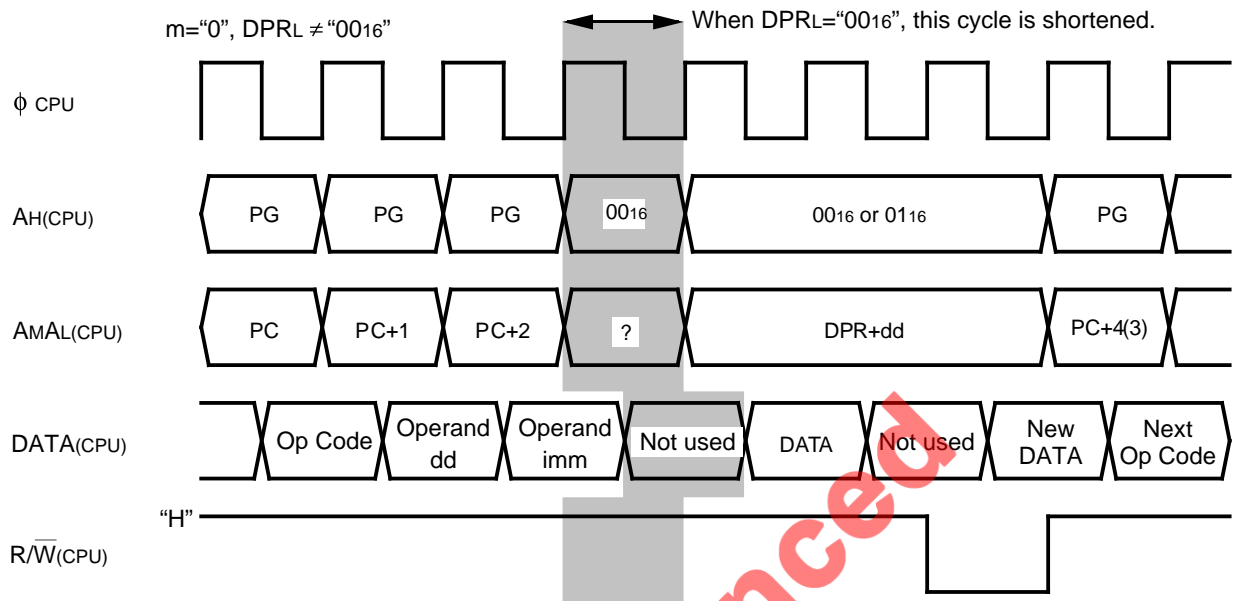 m=“0”, DPRL ≠ “0016”
When DPRL=“0016”, this cycle is shortened.
ϕ CPU
AH(CPU)
PG
PG
PG
0016
0016 or 0116
PG
AMAL(CPU)
PC
PC+1
PC+2
?
DPR+dd
PC+4(3)
DATA(CPU)
Op Code
Operand
dd
Operand
imm
Not used
DATA
Not used
New
DATA
Next
Op Code
“H”
R/W̅(CPU)